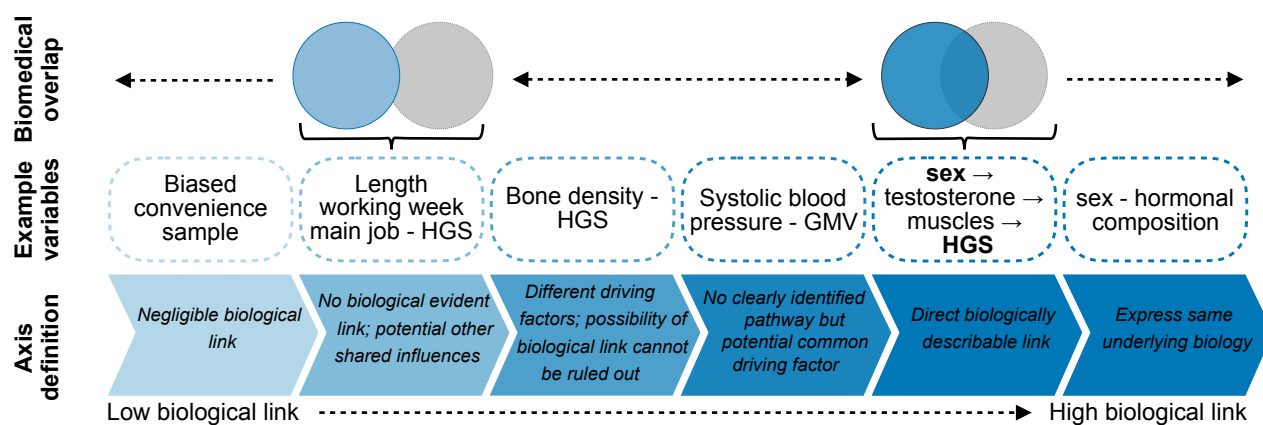 Biomedical
overlap
Example
variables
Biased
convenience
sample
Length
working week
main job - HGS
Bone density -
HGS
Systolic blood
pressure - GMV
sex →
testosterone →
muscles →
HGS
sex - hormonal
composition
Axis
definition
Negligible biological
link
No biological evident
link; potential other
shared influences
Different driving
factors; possibility of
biological link cannot
be ruled out
No clearly identified
pathway but
potential common
driving factor
Direct biologically
describable link
Express same
underlying biology
Low biological link
High biological link